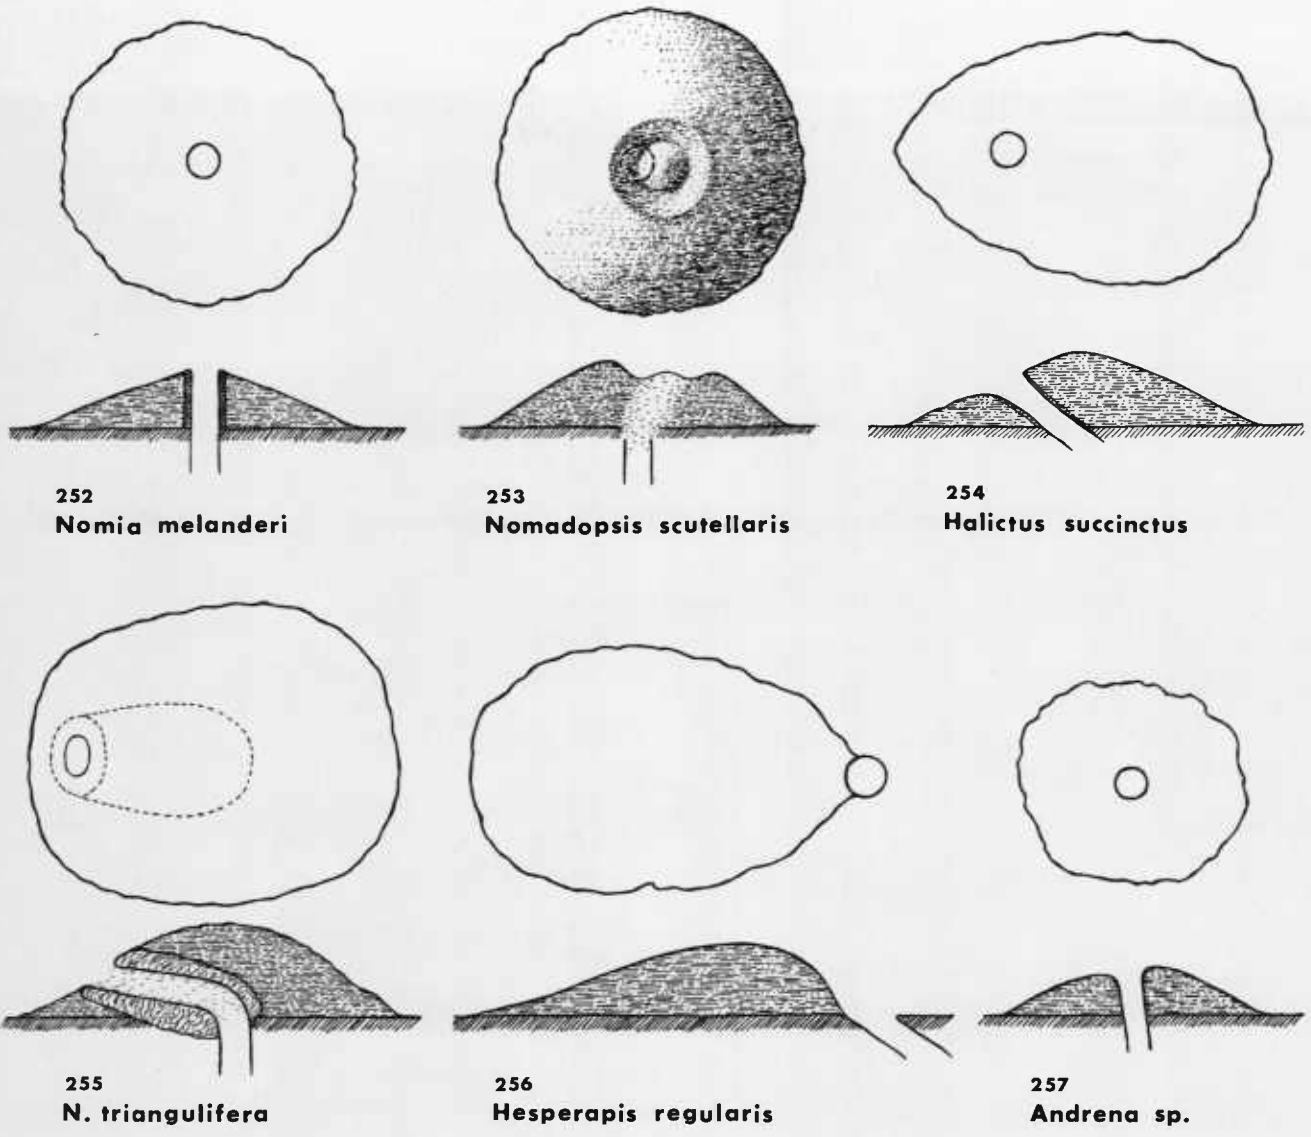 252
Nomia melanderi
253
Nomadopsis scutellaris
254
Halictus succinctus
255
N. triangulifera
256
Hesperapis regularis
257
Andrena sp.